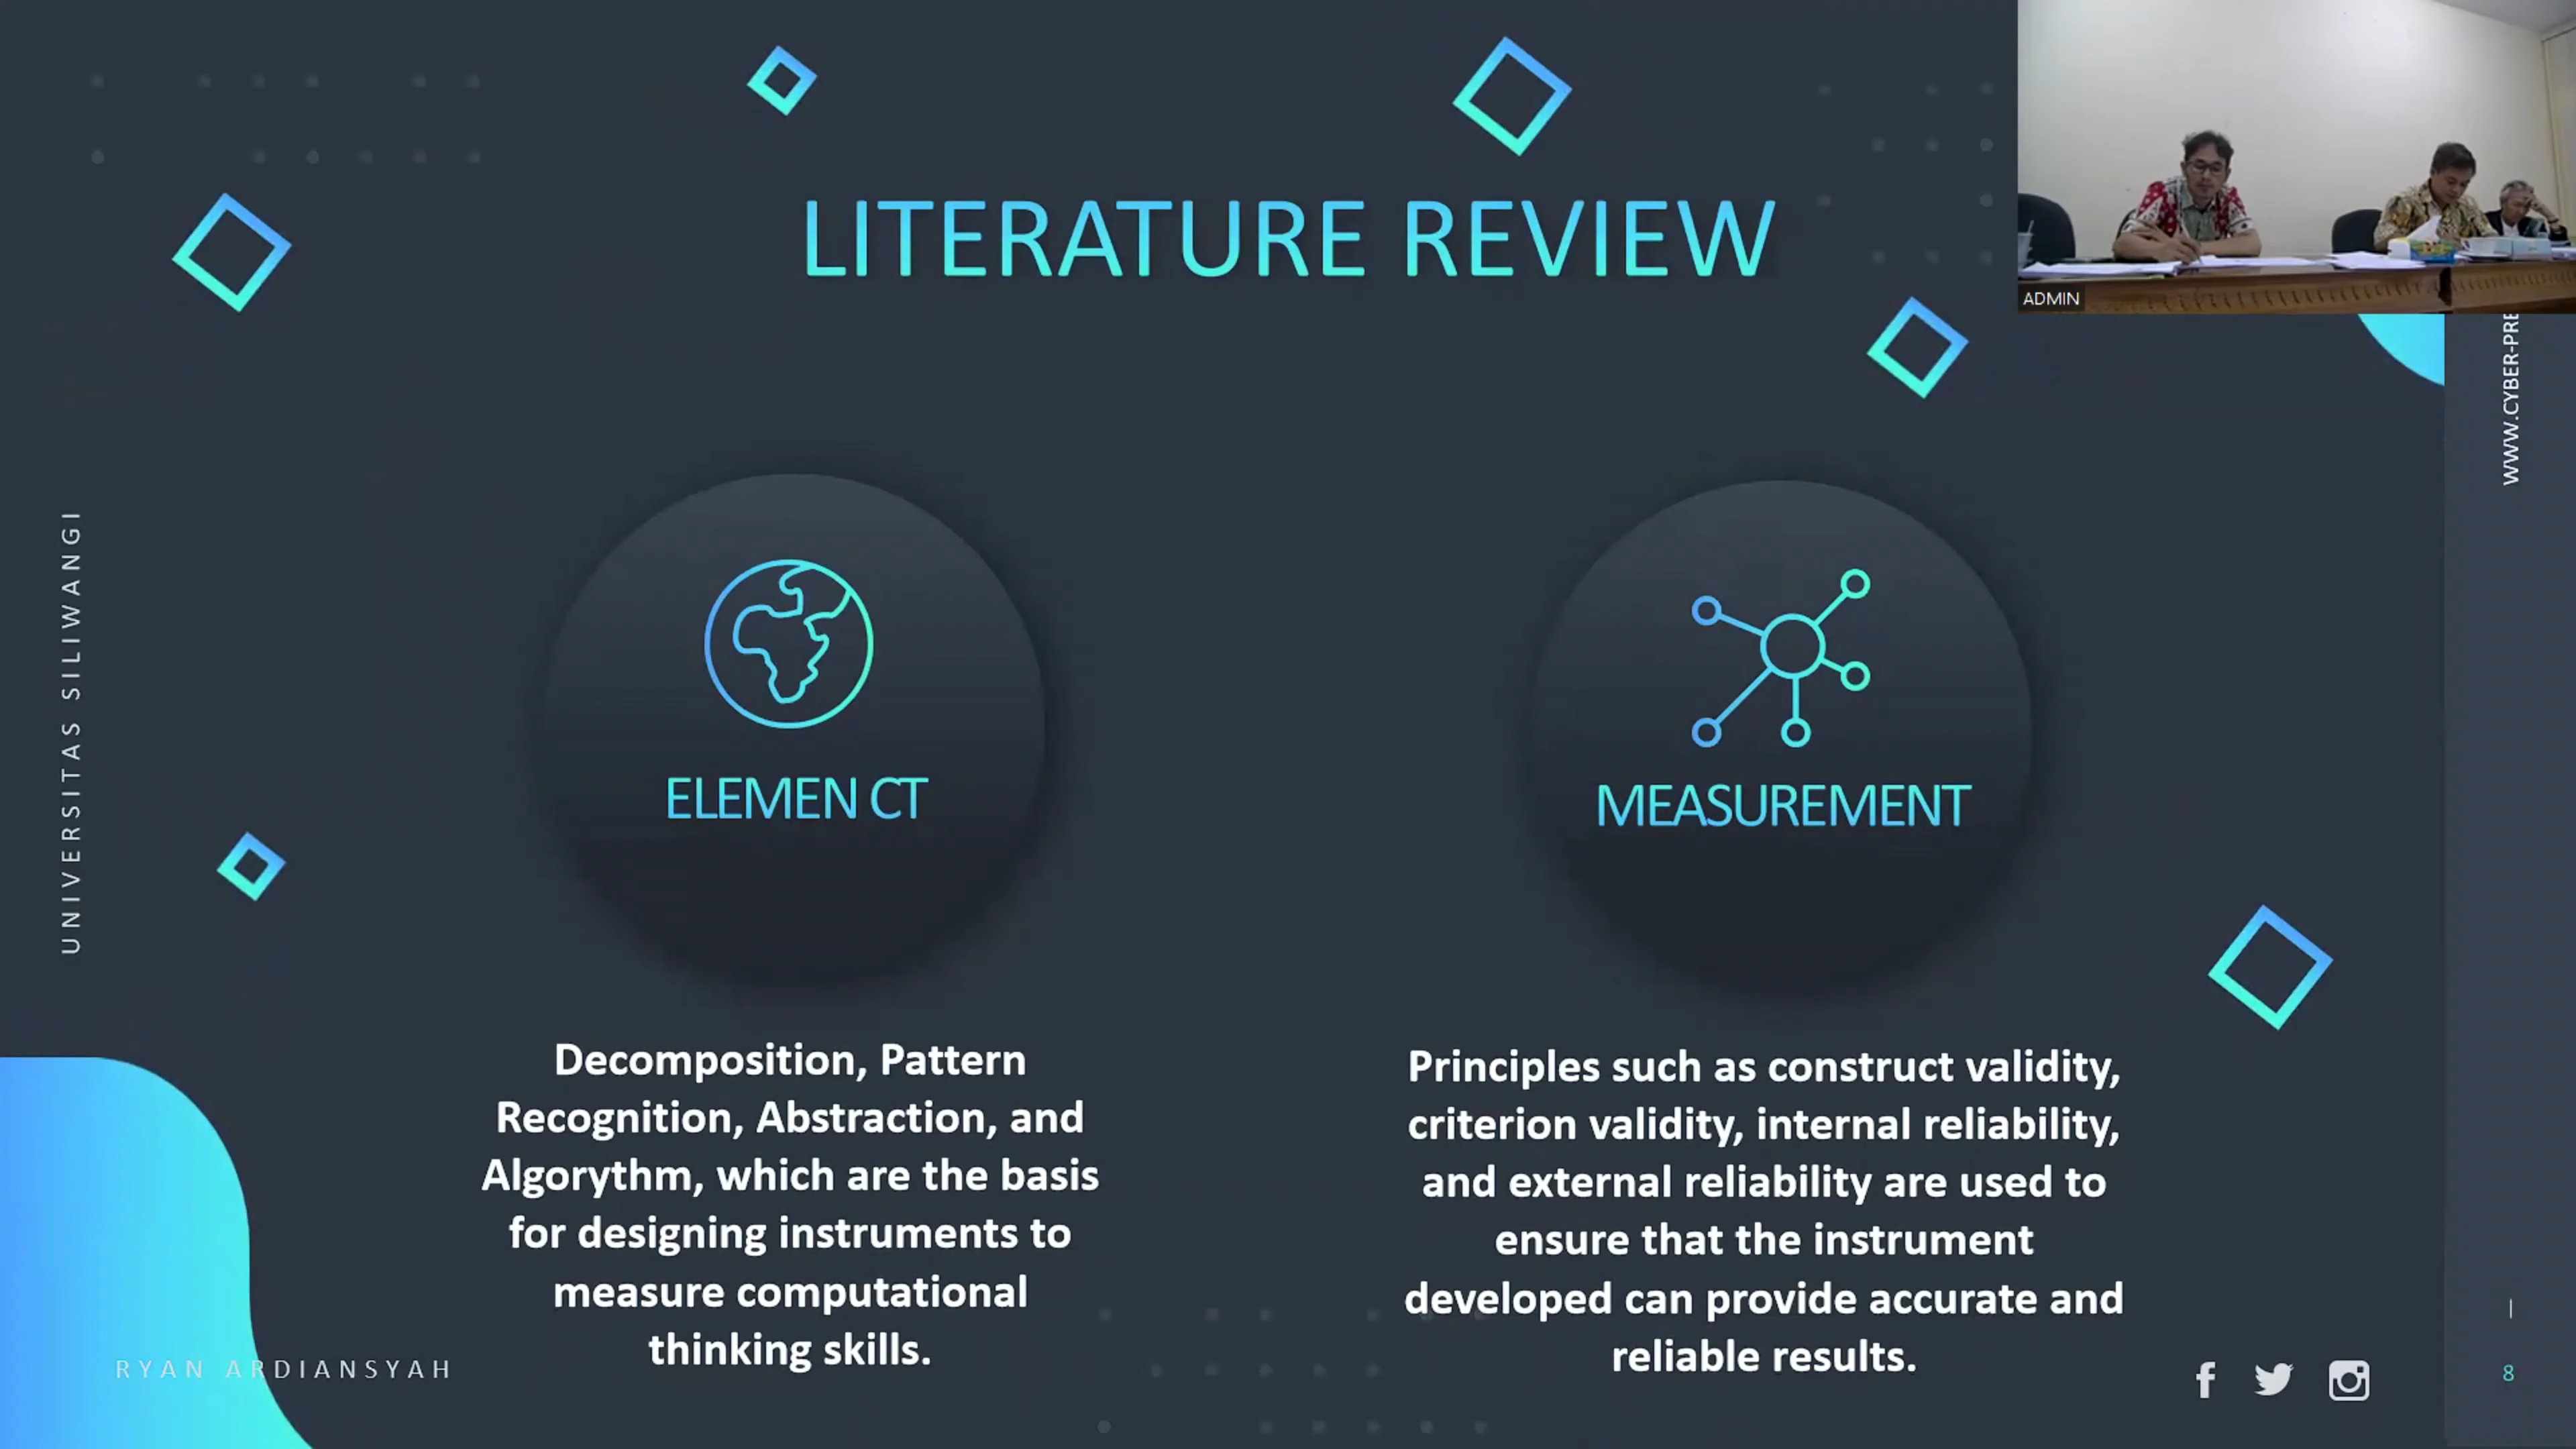 LITERATURE REVIEW
ADMIN
WWW.CYBER-PRE
UNIVERSITAS SILIWANGI
ELEMEN CT
Decomposition, Pattern
Recognition, Abstraction, and
Algorythm, which are the basis
for designing instruments to
measure computational
thinking skills.
MEASUREMENT
Principles such as construct validity,
criterion validity, internal reliability,
and external reliability are used to
ensure that the instrument
developed can provide accurate and
reliable results.
RYAN ARDIANSYAH
8